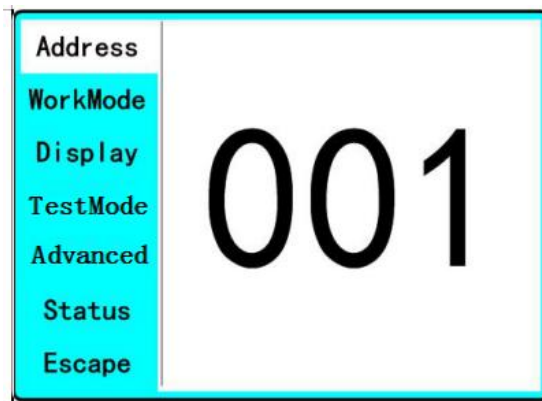 Address
WorkMode
Display
TestMode
Advanced
Status
Escape
001